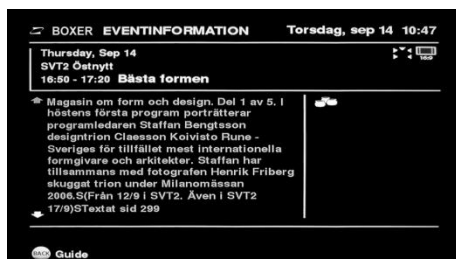 BOXER EVENTINFORMATION Torsdag, sep 14 10:47
Thursday, Sep 14
SVT2 Östnytt
16:50 - 17:20 Bästa formen
16:9
Magasin om form och design. Del 1 av 5. I
höstens första program porträtterar
programledaren Staffan Bengtsson
designtrion Claesson Koivisto Rune -
Sveriges för tillfället mest internationella
formgivare och arkitekter. Staffan har
tillsammans med fotografen Henrik Friberg
skuggat trion under Milanomässan
2006.S(Från 12/9 i SVT2. Även i SVT2
17/9)STextat sid 299
BACK Guide